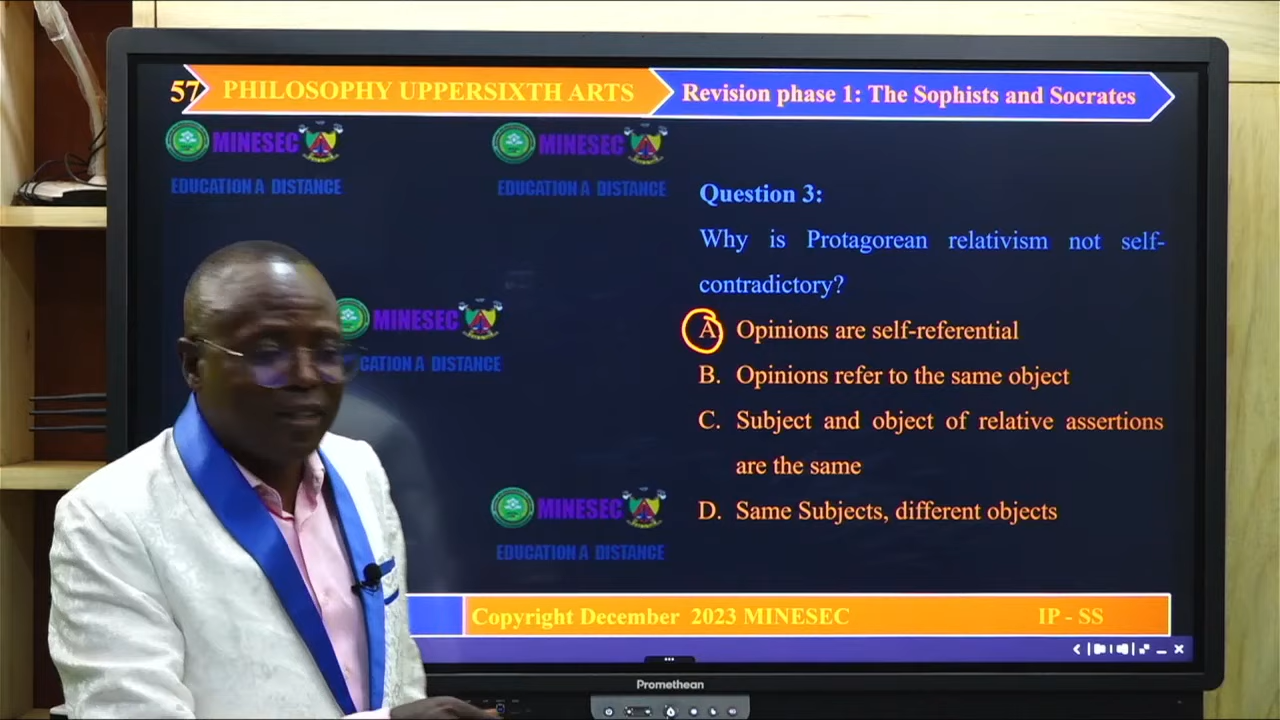 57 PHILOSOPHY UPPERSIXTH ARTS Revision phase 1: The Sophists and Socrates
MINESEC MINESEC
EDUCATION A DISTANCE EDUCATION A DISTANCE
Question 3:
Why is Protagorean relativism not self-
contradictory?
MINESEC
CATION A DISTANCE
A Opinions are self-referential
B. Opinions refer to the same object
C. Subject and object of relative assertions
are the same
D. Same Subjects, different objects
MINESEC
EDUCATION A DISTANCE
Copyright December 2023 MINESEC IP - SS
Promethean